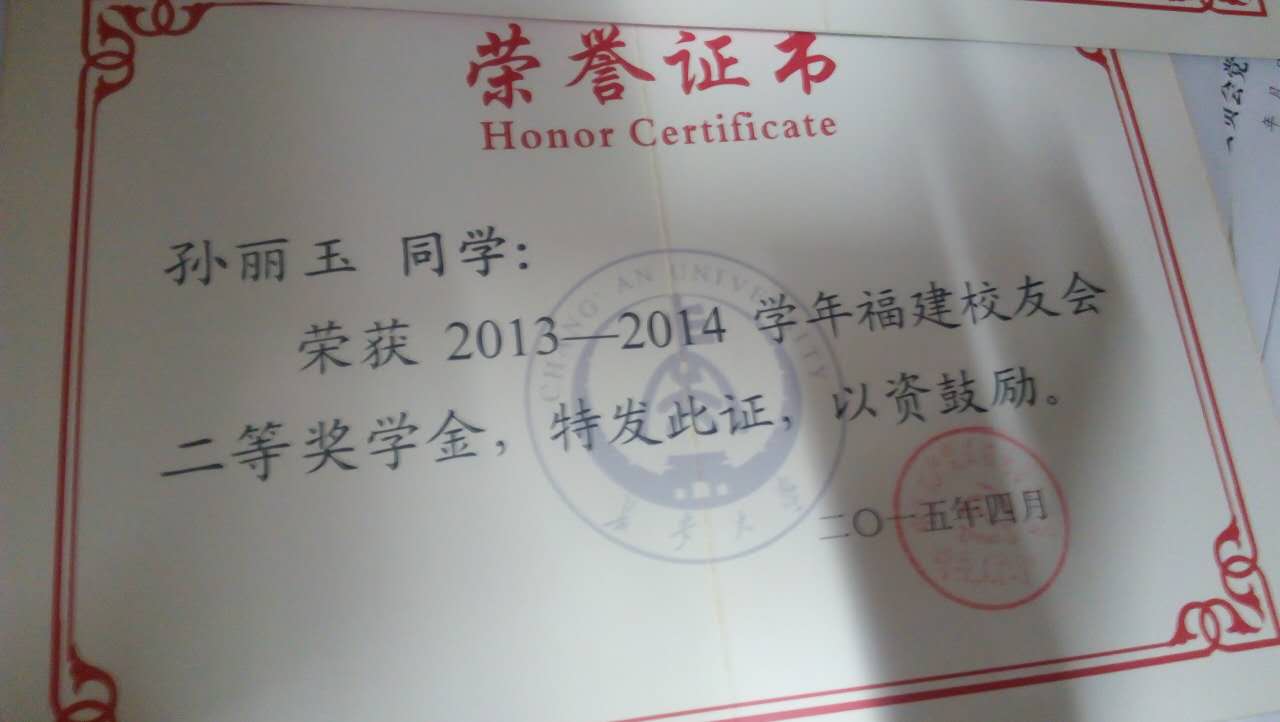 荣誉证书
Honor Certificate
孙丽玉 同学：
荣获 2013—2014 学年福建校友会
二等奖学金，特发此证，以资鼓励。
二〇一五年四月
CHANG'AN UNIVERSITY
长安大学